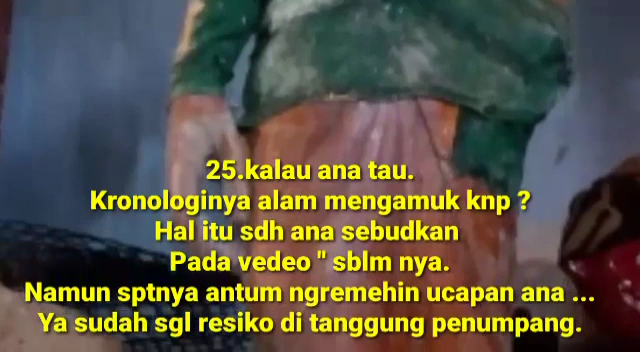 25.kalau ana tau.
Kronologinya alam mengamuk knp ?
Hal itu sdh ana sebudkan
Pada vedeo " sblm nya.
Namun sptnya antum ngremehin ucapan ana ...
Ya sudah sgl resiko di tanggung penumpang.